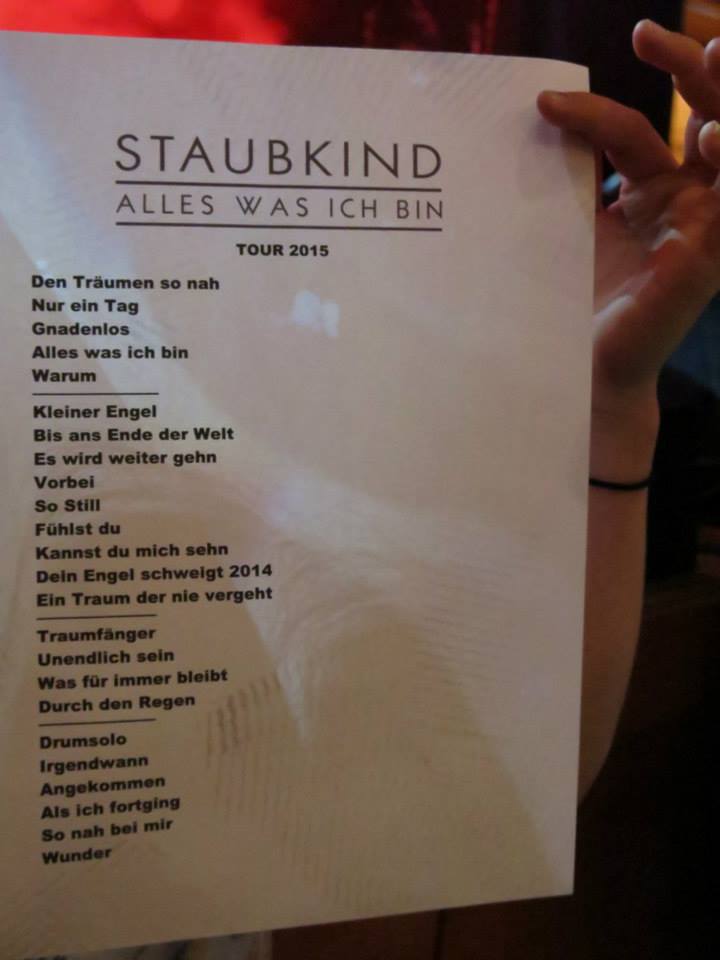 STAUBKIND
ALLES WAS ICH BIN
TOUR 2015
Den Träumen so nah
Nur ein Tag
Gnadenlos
Alles was ich bin
Warum
Kleiner Engel
Bis ans Ende der Welt
Es wird weiter gehn
Vorbei
So Still
Fühlst du
Kannst du mich sehn
Dein Engel schweigt 2014
Ein Traum der nie vergeht
Traumfänger
Unendlich sein
Was für immer bleibt
Durch den Regen
Drumsolo
Irgendwann
Angekommen
Als ich fortging
So nah bei mir
Wunder